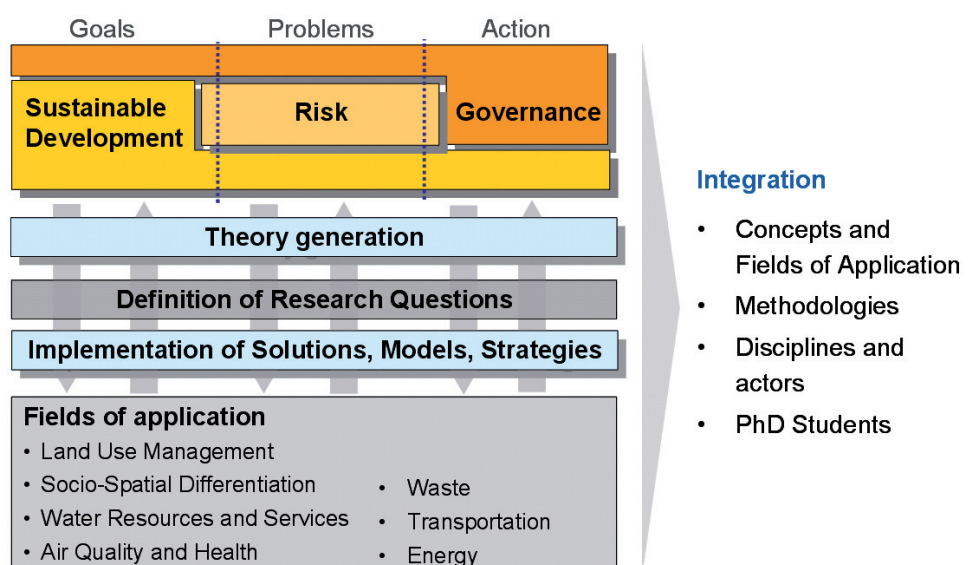 Goals Problems Action
Sustainable
Development
Risk
Governance
Theory generation
Definition of Research Questions
Implementation of Solutions, Models, Strategies
Fields of application
• Land Use Management
• Socio-Spatial Differentiation
• Water Resources and Services
• Air Quality and Health
• Waste
• Transportation
• Energy
Integration
• Concepts and
Fields of Application
• Methodologies
• Disciplines and
actors
• PhD Students